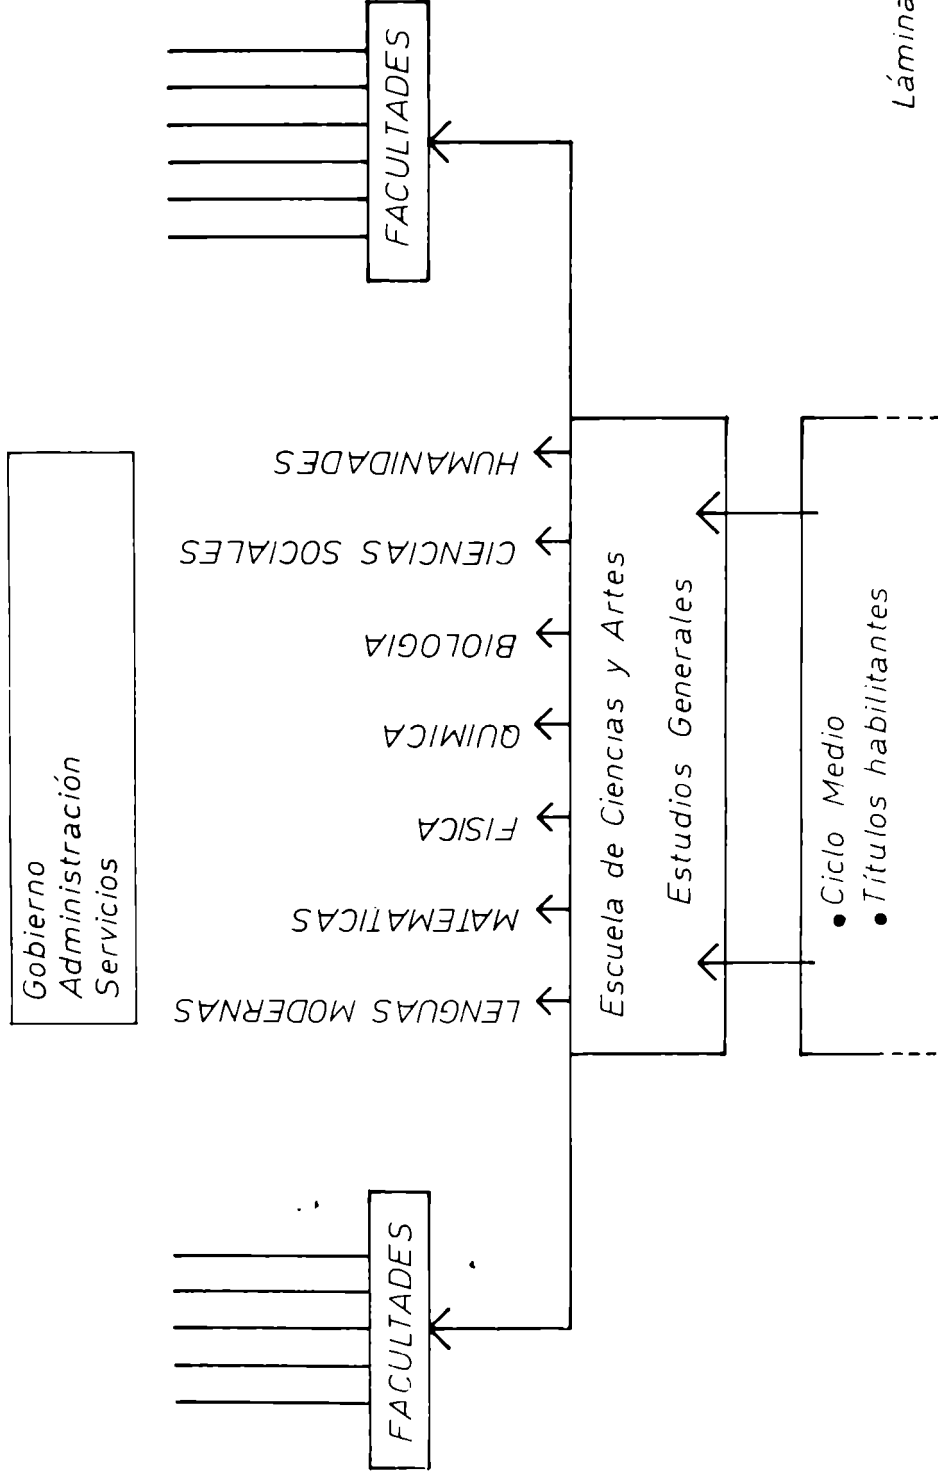 Gobierno
Administración
Servicios
FACULTADES
FACULTADES
LENGUAS MODERNAS
MATEMATICAS
FISICA
QUIMICA
BIOLOGIA
CIENCIAS SOCIALES
HUMANIDADES
Escuela de Ciencias y Artes
Estudios Generales
• Ciclo Medio
• Títulos habilitantes
Lámina